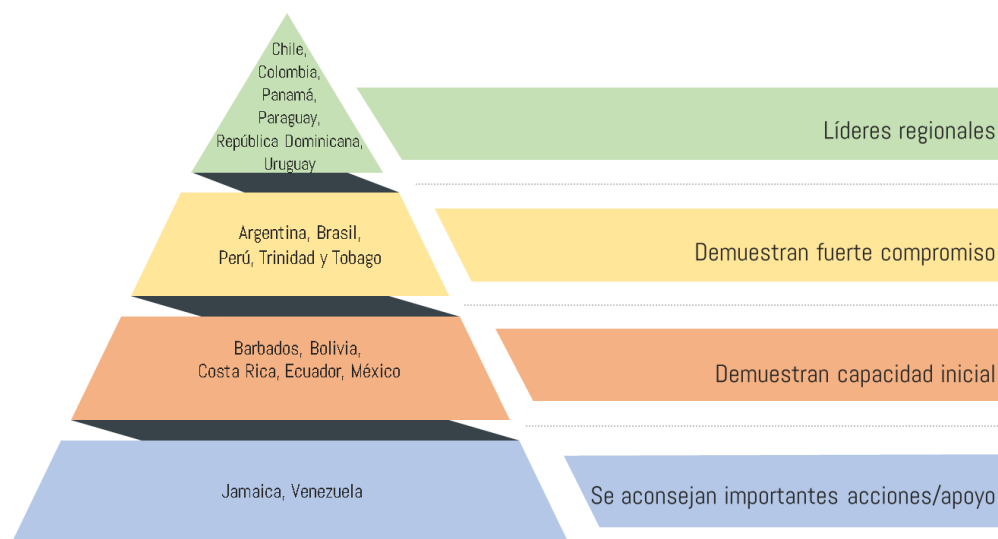 Chile,
Colombia,
Panamá,
Paraguay,
República Dominicana,
Uruguay
Líderes regionales
Argentina, Brasil,
Perú, Trinidad y Tobago
Demuestran fuerte compromiso
Barbados, Bolivia,
Costa Rica, Ecuador, México
Demuestran capacidad inicial
Jamaica, Venezuela
Se aconsejan importantes acciones/apoyo